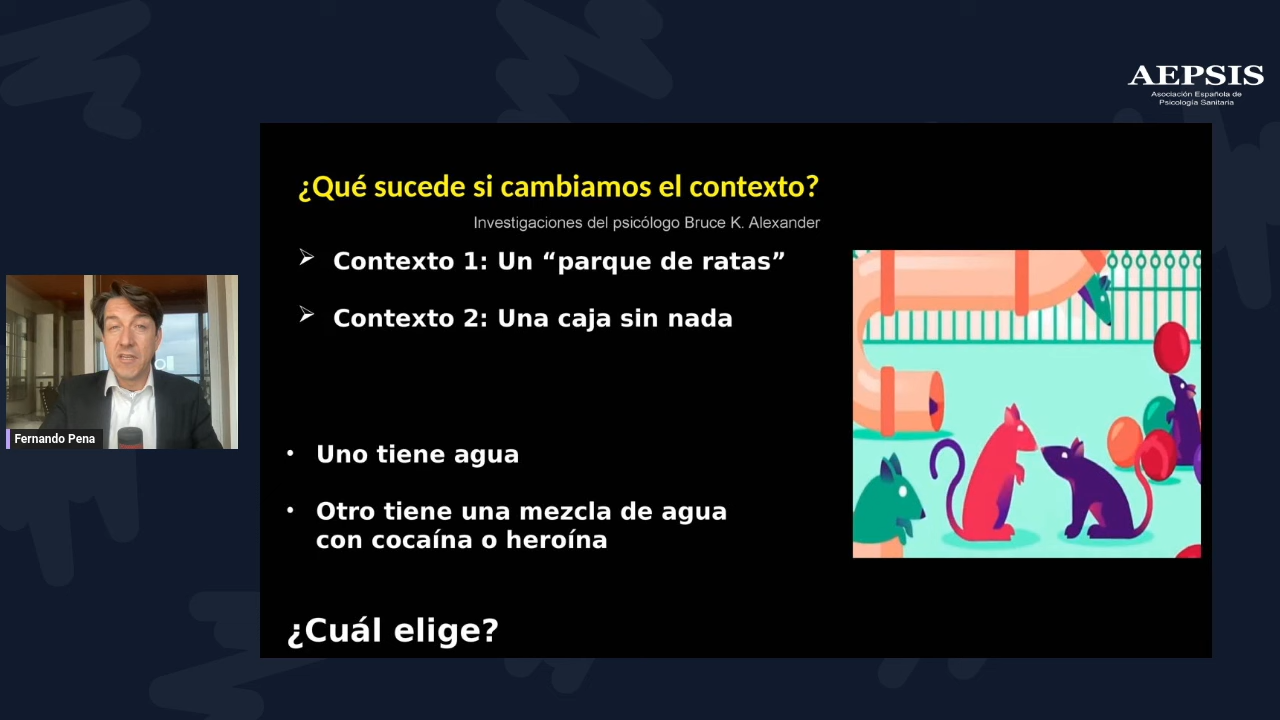 AEPSIS
Asociación Española de
Psicología Sanitaria
¿Qué sucede si cambiamos el contexto?
Investigaciones del psicólogo Bruce K. Alexander
➢ Contexto 1: Un “parque de ratas”
➢ Contexto 2: Una caja sin nada
Fernando Pena
• Uno tiene agua
• Otro tiene una mezcla de agua
con cocaína o heroína
¿Cuál elige?